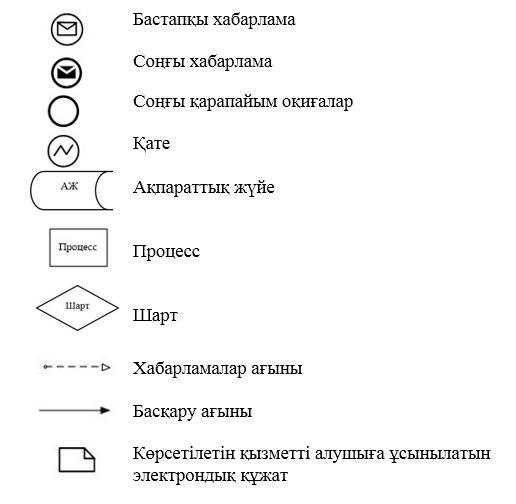 Бастапқы хабарлама
Соңғы хабарлама
Соңғы қарапайым оқиғалар
Қате
АЖ Ақпараттық жүйе
Процесс Процесс
Шарт Шарт
Хабарламалар ағыны
Басқару ағыны
Көрсетілетін қызметті алушыға ұсынылатын
электрондық құжат